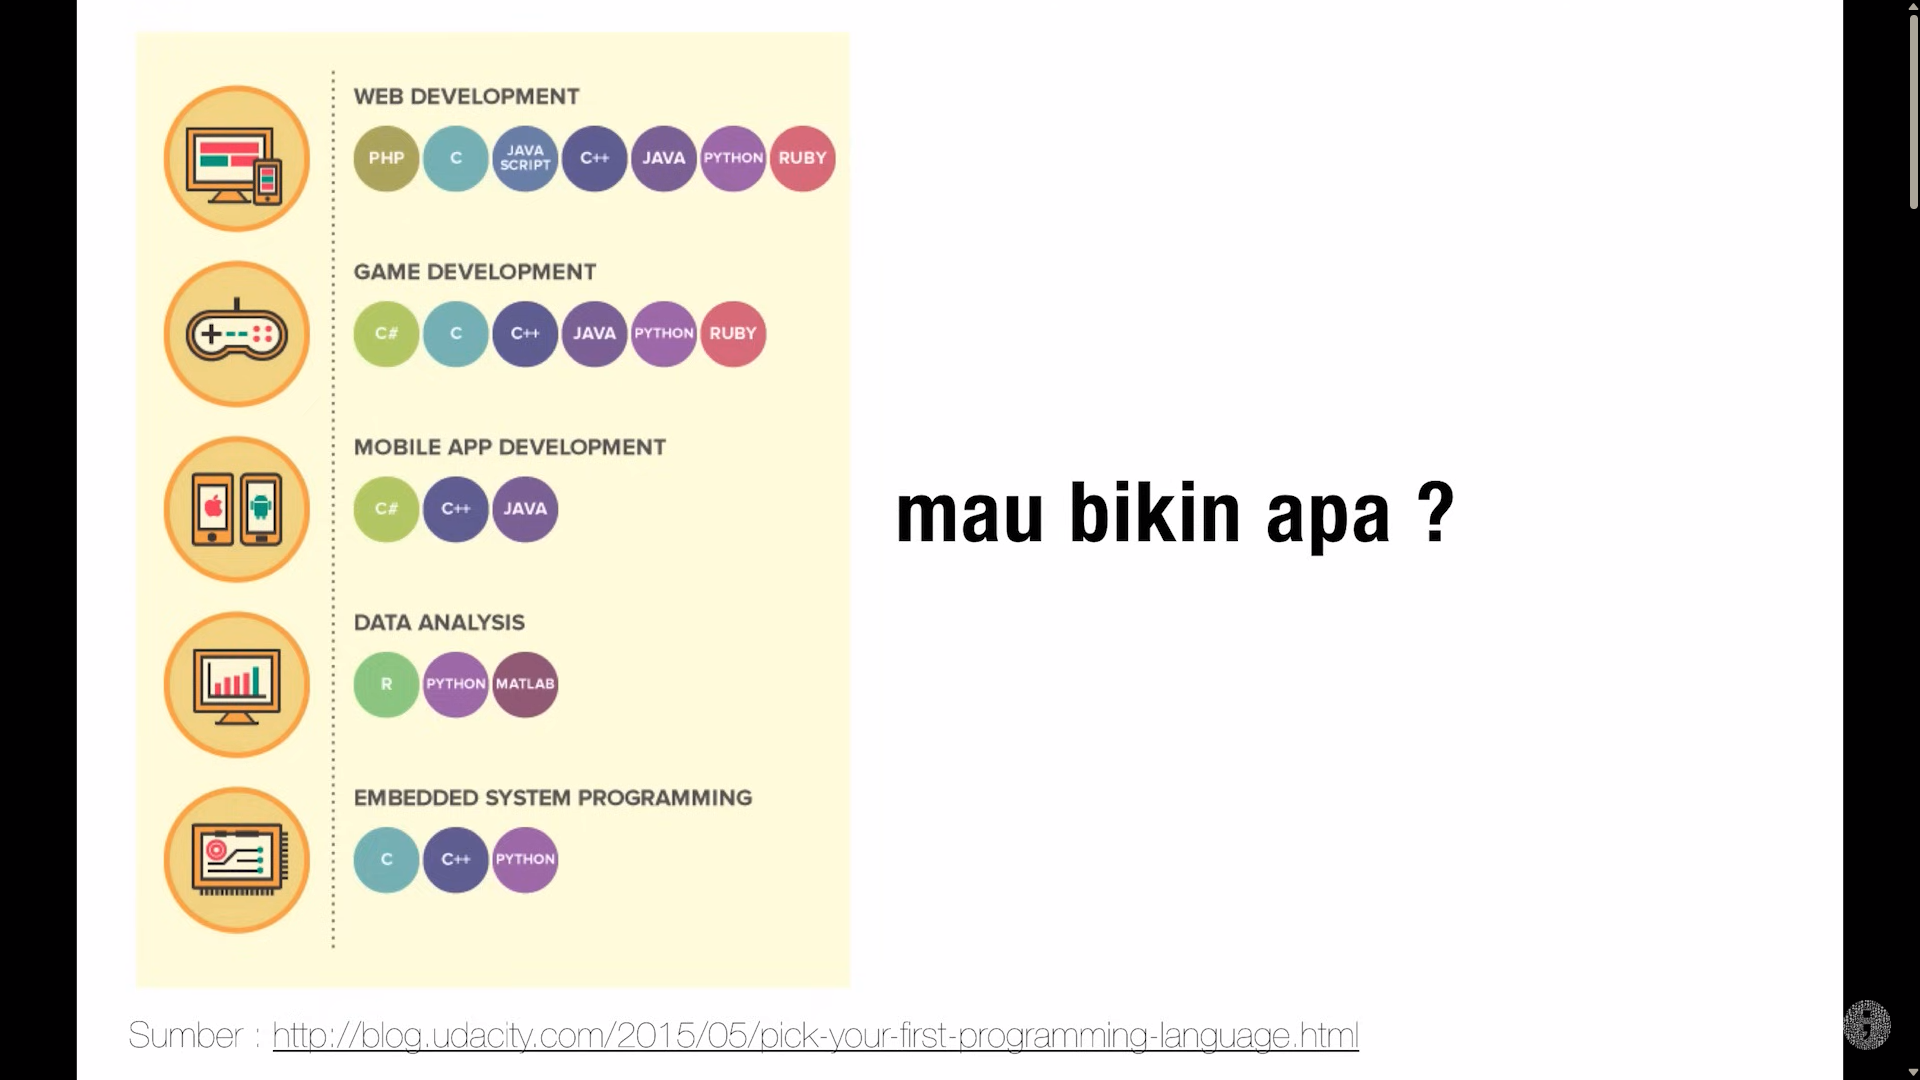 WEB DEVELOPMENT
PHP C JAVA SCRIPT C++ JAVA PYTHON RUBY
GAME DEVELOPMENT
C# C C++ JAVA PYTHON RUBY
MOBILE APP DEVELOPMENT
C# C++ JAVA
mau bikin apa ?
DATA ANALYSIS
R PYTHON MATLAB
EMBEDDED SYSTEM PROGRAMMING
C C++ PYTHON
Sumber : http://blog.udacity.com/2015/05/pick-your-first-programming-language.html